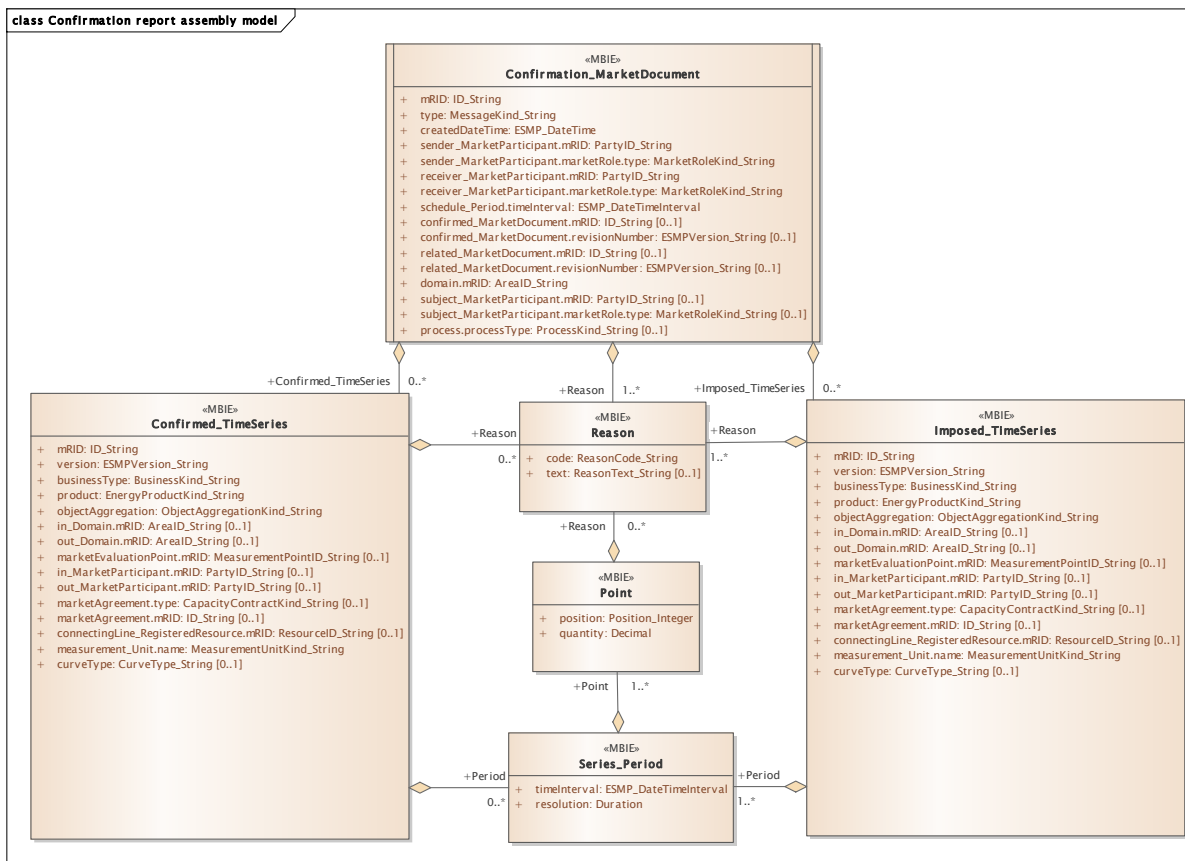 class Confirmation report assembly model
«MBIE»
Confirmation_MarketDocument
+ mRID: ID_String
+ type: MessageKind_String
+ createdDateTime: ESMP_DateTime
+ sender_MarketParticipant.mRID: PartyID_String
+ sender_MarketParticipant.marketRole.type: MarketRoleKind_String
+ receiver_MarketParticipant.mRID: PartyID_String
+ receiver_MarketParticipant.marketRole.type: MarketRoleKind_String
+ schedule_Period.timeInterval: ESMP_DateTimeInterval
+ confirmed_MarketDocument.mRID: ID_String [0..1]
+ confirmed_MarketDocument.revisionNumber: ESMPVersion_String [0..1]
+ related_MarketDocument.mRID: ID_String [0..1]
+ related_MarketDocument.revisionNumber: ESMPVersion_String [0..1]
+ domain.mRID: AreaID_String
+ subject_MarketParticipant.mRID: PartyID_String [0..1]
+ subject_MarketParticipant.marketRole.type: MarketRoleKind_String [0..1]
+ process.processType: ProcessKind_String [0..1]
+Confirmed_TimeSeries 0..*
+Reason 1..*
+Imposed_TimeSeries 0..*
«MBIE»
Confirmed_TimeSeries
+ mRID: ID_String
+ version: ESMPVersion_String
+ businessType: BusinessKind_String
+ product: EnergyProductKind_String
+ objectAggregation: ObjectAggregationKind_String
+ in_Domain.mRID: AreaID_String [0..1]
+ out_Domain.mRID: AreaID_String [0..1]
+ marketEvaluationPoint.mRID: MeasurementPointID_String [0..1]
+ in_MarketParticipant.mRID: PartyID_String [0..1]
+ out_MarketParticipant.mRID: PartyID_String [0..1]
+ marketAgreement.type: CapacityContractKind_String [0..1]
+ marketAgreement.mRID: ID_String [0..1]
+ connectingLine_RegisteredResource.mRID: ResourceID_String [0..1]
+ measurement_Unit.name: MeasurementUnitKind_String
+ curveType: CurveType_String [0..1]
+Reason
0..*
«MBIE»
Reason
+ code: ReasonCode_String
+ text: ReasonText_String [0..1]
+Reason
1..*
«MBIE»
Imposed_TimeSeries
+ mRID: ID_String
+ version: ESMPVersion_String
+ businessType: BusinessKind_String
+ product: EnergyProductKind_String
+ objectAggregation: ObjectAggregationKind_String
+ in_Domain.mRID: AreaID_String [0..1]
+ out_Domain.mRID: AreaID_String [0..1]
+ marketEvaluationPoint.mRID: MeasurementPointID_String [0..1]
+ in_MarketParticipant.mRID: PartyID_String [0..1]
+ out_MarketParticipant.mRID: PartyID_String [0..1]
+ marketAgreement.type: CapacityContractKind_String [0..1]
+ marketAgreement.mRID: ID_String [0..1]
+ connectingLine_RegisteredResource.mRID: ResourceID_String [0..1]
+ measurement_Unit.name: MeasurementUnitKind_String
+ curveType: CurveType_String [0..1]
+Reason 0..*
«MBIE»
Point
+ position: Position_Integer
+ quantity: Decimal
+Point 1..*
+Period
0..*
«MBIE»
Series_Period
+ timeInterval: ESMP_DateTimeInterval
+ resolution: Duration
+Period
1..*